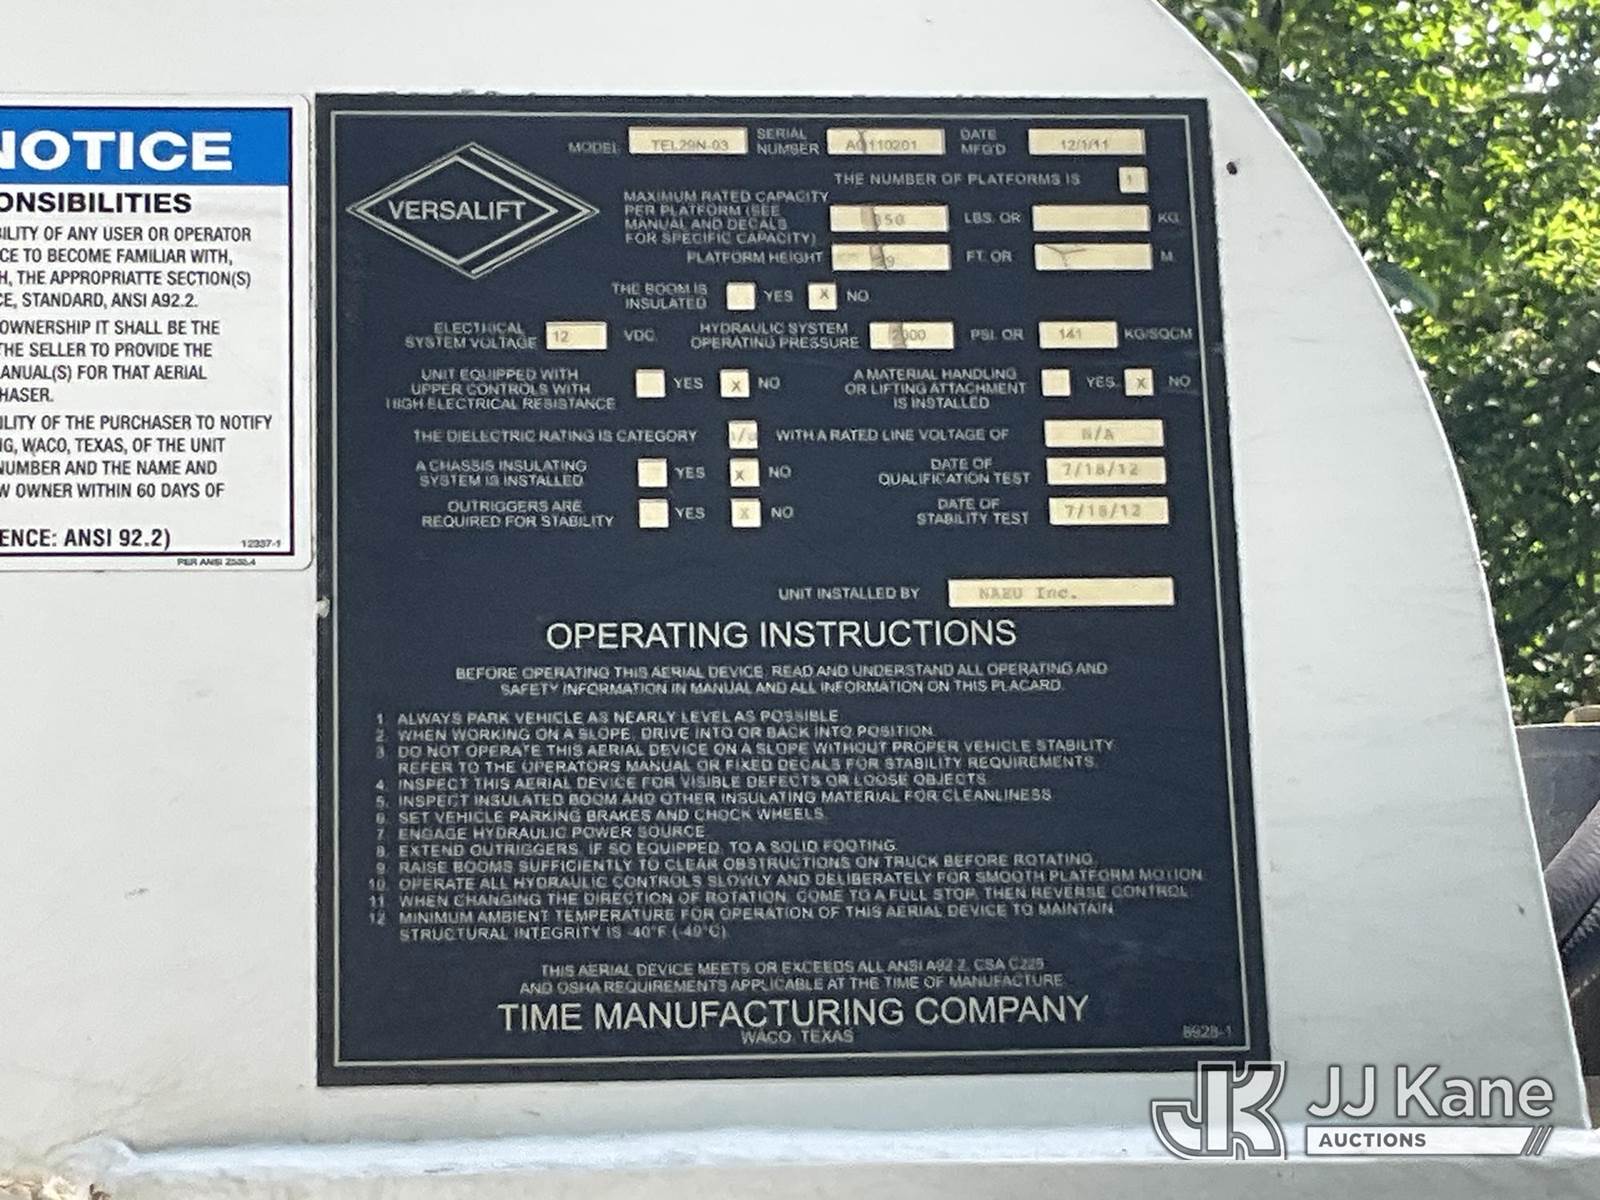 NOTICE
ONSIBILITIES
ILITY OF ANY USER OR OPERATOR
CE TO BECOME FAMILIAR WITH,
H, THE APPROPRIATTE SECTION(S)
CE, STANDARD, ANSI A92.2.
OWNERSHIP IT SHALL BE THE
THE SELLER TO PROVIDE THE
ANUAL(S) FOR THAT AERIAL
HASER.
ILITY OF THE PURCHASER TO NOTIFY
NG, WACO, TEXAS, OF THE UNIT
NUMBER AND THE NAME AND
W OWNER WITHIN 60 DAYS OF
ENCE: ANSI 92.2)
12337-1
VERSALIFT
MODEL TEL29N-03 SERIAL NUMBER AQ110201 DATE MFG'D 12/1/11
THE NUMBER OF PLATFORMS IS 1
MAXIMUM RATED CAPACITY
PER PLATFORM (SEE
MANUAL AND DECALS
FOR SPECIFIC CAPACITY) 350 LBS. OR KG
PLATFORM HEIGHT 29 FT. OR M
THE BOOM IS INSULATED YES X NO
ELECTRICAL SYSTEM VOLTAGE 12 VDC. HYDRAULIC SYSTEM OPERATING PRESSURE 2000 PSI. OR 141 KG/SQCM
UNIT EQUIPPED WITH
UPPER CONTROLS WITH
HIGH ELECTRICAL RESISTANCE YES X NO
A MATERIAL HANDLING
OR LIFTING ATTACHMENT
IS INSTALLED YES X NO
THE DIELECTRIC RATING IS CATEGORY WITH A RATED LINE VOLTAGE OF N/A
A CHASSIS INSULATING
SYSTEM IS INSTALLED YES X NO
DATE OF
QUALIFICATION TEST 7/18/12
OUTRIGGERS ARE
REQUIRED FOR STABILITY YES X NO
DATE OF
STABILITY TEST 7/18/12
UNIT INSTALLED BY NAEU Inc.
OPERATING INSTRUCTIONS
BEFORE OPERATING THIS AERIAL DEVICE, READ AND UNDERSTAND ALL OPERATING AND
SAFETY INFORMATION IN MANUAL AND ALL INFORMATION ON THIS PLACARD.
1. ALWAYS PARK VEHICLE AS NEARLY LEVEL AS POSSIBLE
2. WHEN WORKING ON A SLOPE, DRIVE INTO OR BACK INTO POSITION.
3. DO NOT OPERATE THIS AERIAL DEVICE ON A SLOPE WITHOUT PROPER VEHICLE STABILITY
REFER TO THE OPERATORS MANUAL OR FIXED DECALS FOR STABILITY REQUIREMENTS.
4. INSPECT THIS AERIAL DEVICE FOR VISIBLE DEFECTS OR LOOSE OBJECTS.
5. INSPECT INSULATED BOOM AND OTHER INSULATING MATERIAL FOR CLEANLINESS.
6. SET VEHICLE PARKING BRAKES AND CHOCK WHEELS.
7. ENGAGE HYDRAULIC POWER SOURCE.
8. EXTEND OUTRIGGERS, IF SO EQUIPPED, TO A SOLID FOOTING.
9. RAISE BOOMS SUFFICIENTLY TO CLEAR OBSTRUCTIONS ON TRUCK BEFORE ROTATING.
10. OPERATE ALL HYDRAULIC CONTROLS SLOWLY AND DELIBERATELY FOR SMOOTH PLATFORM MOTION.
11. WHEN CHANGING THE DIRECTION OF ROTATION, COME TO A FULL STOP, THEN REVERSE CONTROL.
12. MINIMUM AMBIENT TEMPERATURE FOR OPERATION OF THIS AERIAL DEVICE TO MAINTAIN
STRUCTURAL INTEGRITY IS -40°F (-40°C).
THIS AERIAL DEVICE MEETS OR EXCEEDS ALL ANSI A92.2, CSA C225
AND OSHA REQUIREMENTS APPLICABLE AT THE TIME OF MANUFACTURE
TIME MANUFACTURING COMPANY
WACO, TEXAS
8928-1
JK JJ Kane
AUCTIONS